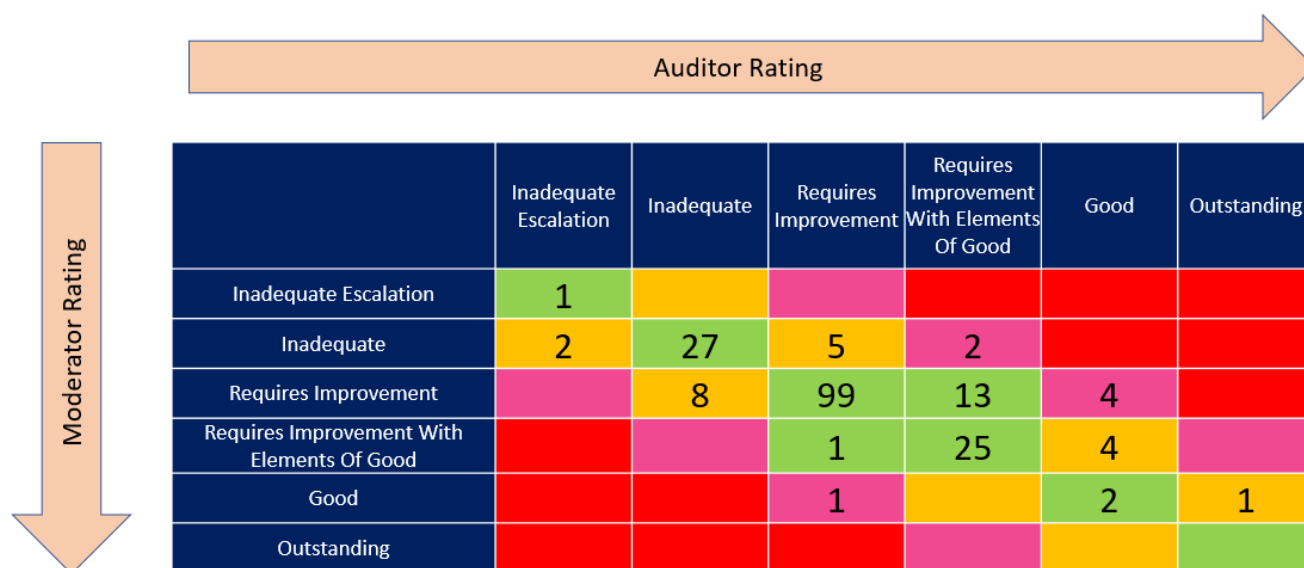 Auditor Rating
Moderator Rating
Inadequate
Escalation
Inadequate
Requires
Improvement
Requires
Improvement
With Elements
Of Good
Good
Outstanding
Inadequate Escalation
1
Inadequate
2
27
5
2
Requires Improvement
8
99
13
4
Requires Improvement With
Elements Of Good
1
25
4
Good
1
2
1
Outstanding